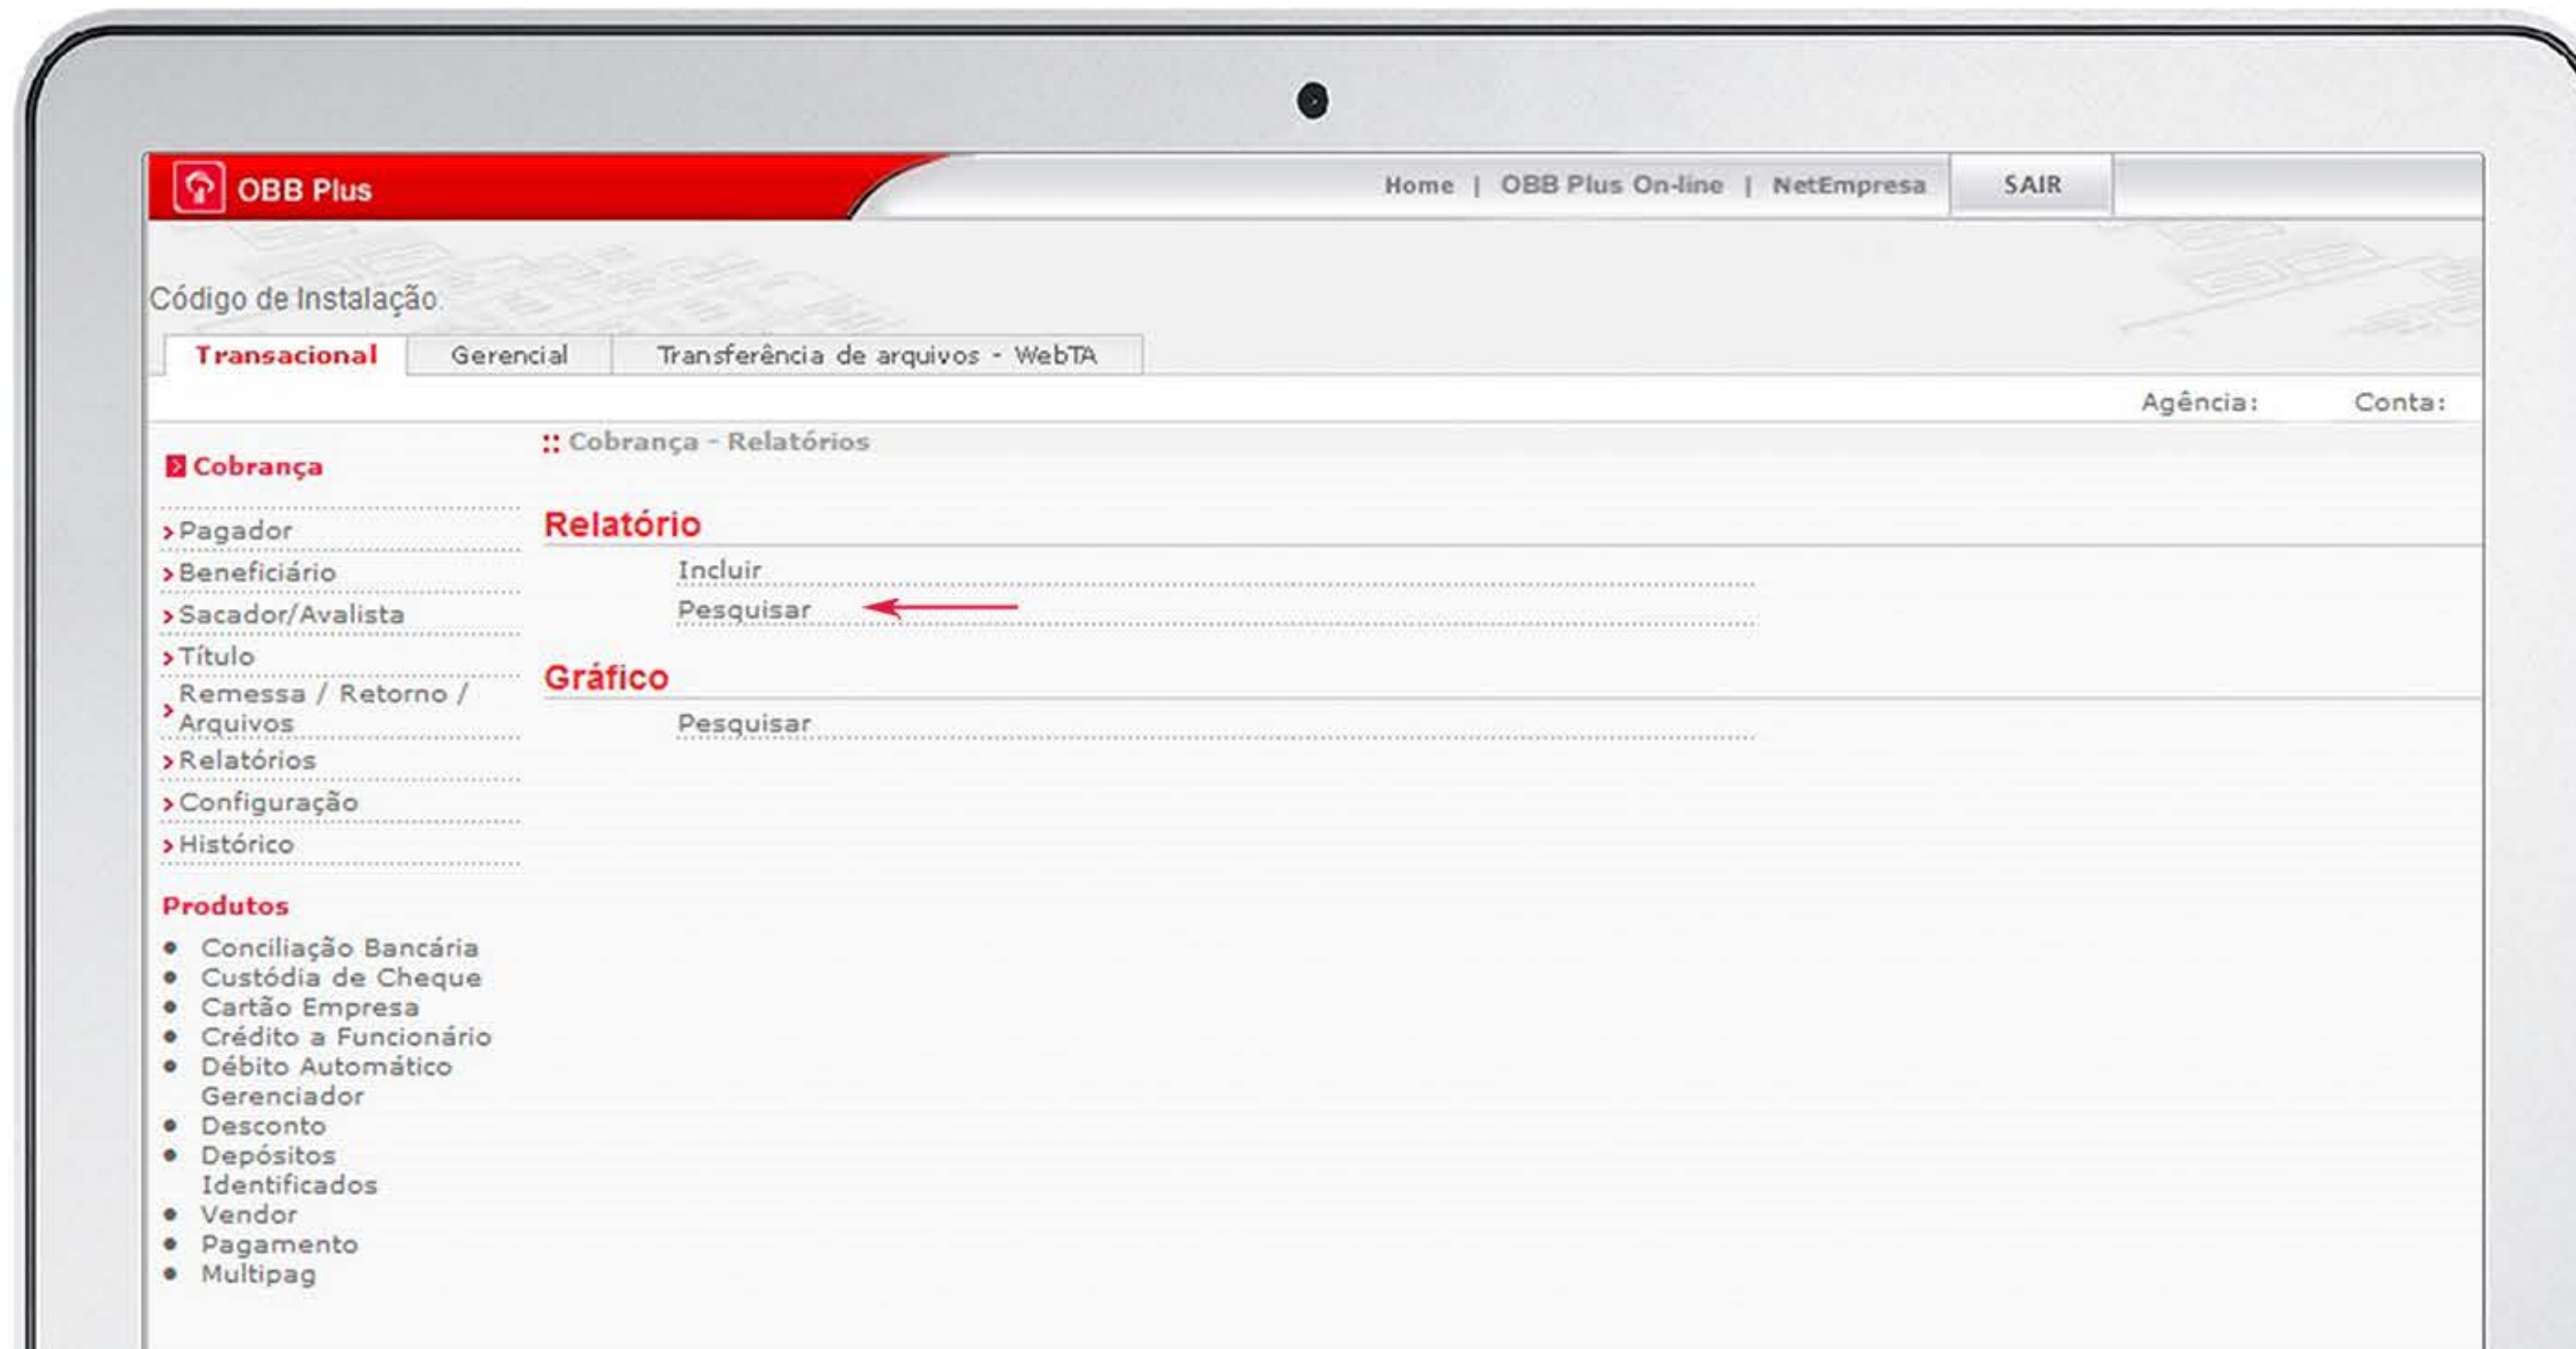 OBB Plus
Home | OBB Plus On-line | NetEmpresa
SAIR
Código de Instalação:
Transacional
Gerencial
Transferência de arquivos - WebTA
Agência:
Conta:
Cobrança
:: Cobrança - Relatórios
Pagador
Beneficiário
Sacador/Avalista
Título
Remessa / Retorno /
Arquivos
Relatórios
Configuração
Histórico
Relatório
Incluir
Pesquisar
Gráfico
Pesquisar
Produtos
• Conciliação Bancária
• Custódia de Cheque
• Cartão Empresa
• Crédito a Funcionário
• Débito Automático
Gerenciador
• Desconto
• Depósitos
Identificados
• Vendor
• Pagamento
• Multipag